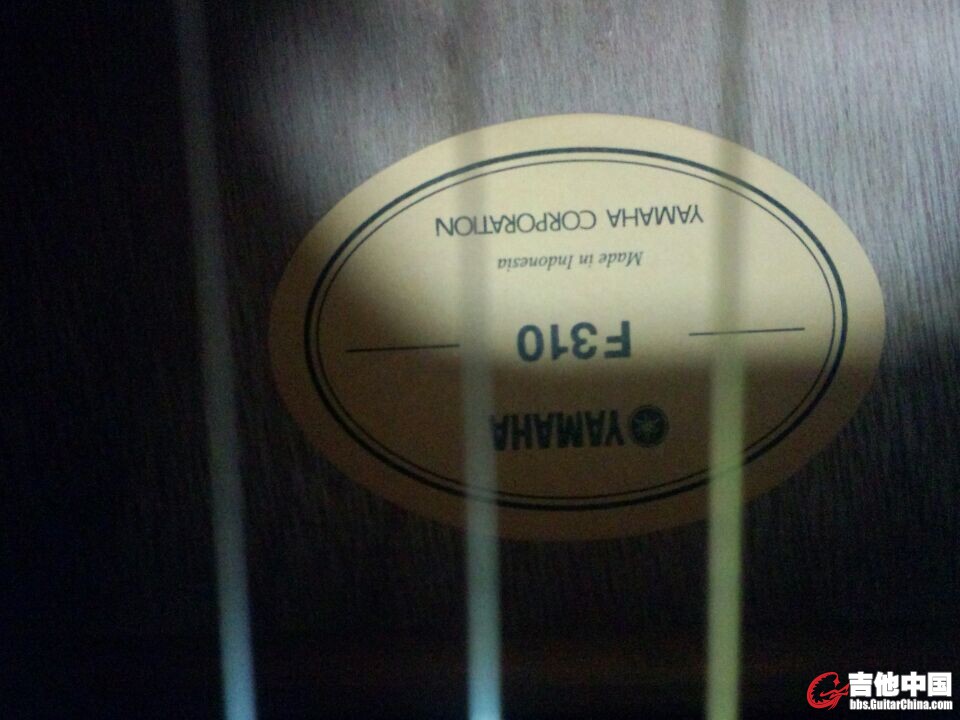 YAMAHA
F310
Made in Indonesia
YAMAHA CORPORATION
吉他中国
bbs.GuitarChina.com